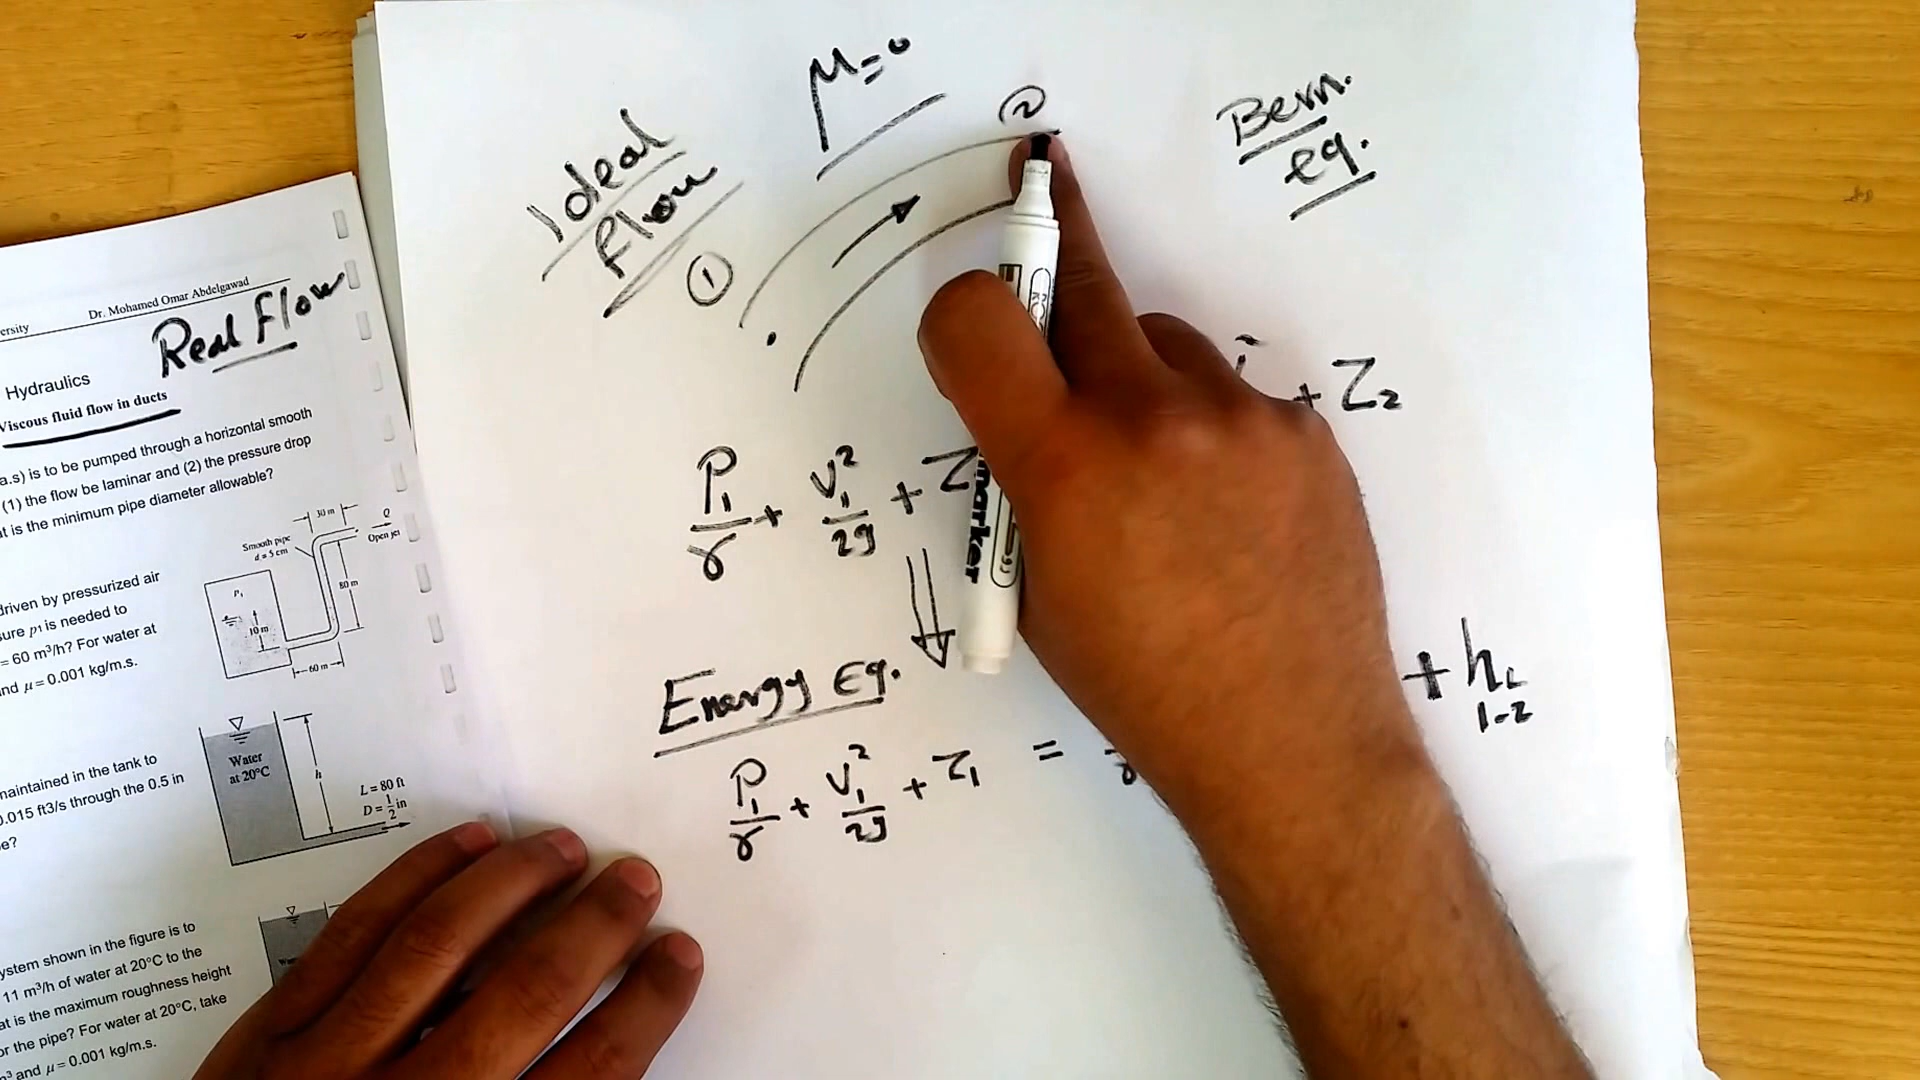 ersity Dr. Mohamed Omar Abdelgawad
Real Flow
Hydraulics
Viscous fluid flow in ducts
a.s) is to be pumped through a horizontal smooth
(1) the flow be laminar and (2) the pressure drop
at is the minimum pipe diameter allowable?
30 m
Q
Smooth pipe
d = 5 cm
Open jet
80 m
P₁
10 m
60 m
driven by pressurized air
sure p1 is needed to
= 60 m³/h? For water at
nd μ = 0.001 kg/m.s.
Water
at 20°C
h
L = 80 ft
D = 1/2 in
maintained in the tank to
0.015 ft3/s through the 0.5 in
e?
ystem shown in the figure is to
11 m³/h of water at 20°C to the
at is the maximum roughness height
or the pipe? For water at 20°C, take
m³ and μ = 0.001 kg/m.s.
Ideal
flow
μ = 0
①
②
Bern.
eq.
P₁/γ + V₁²/2g + Z
+ Z₂
Energy Eq.
P₁/γ + V₁²/2g + Z₁ =
+ hL
1-2
marker